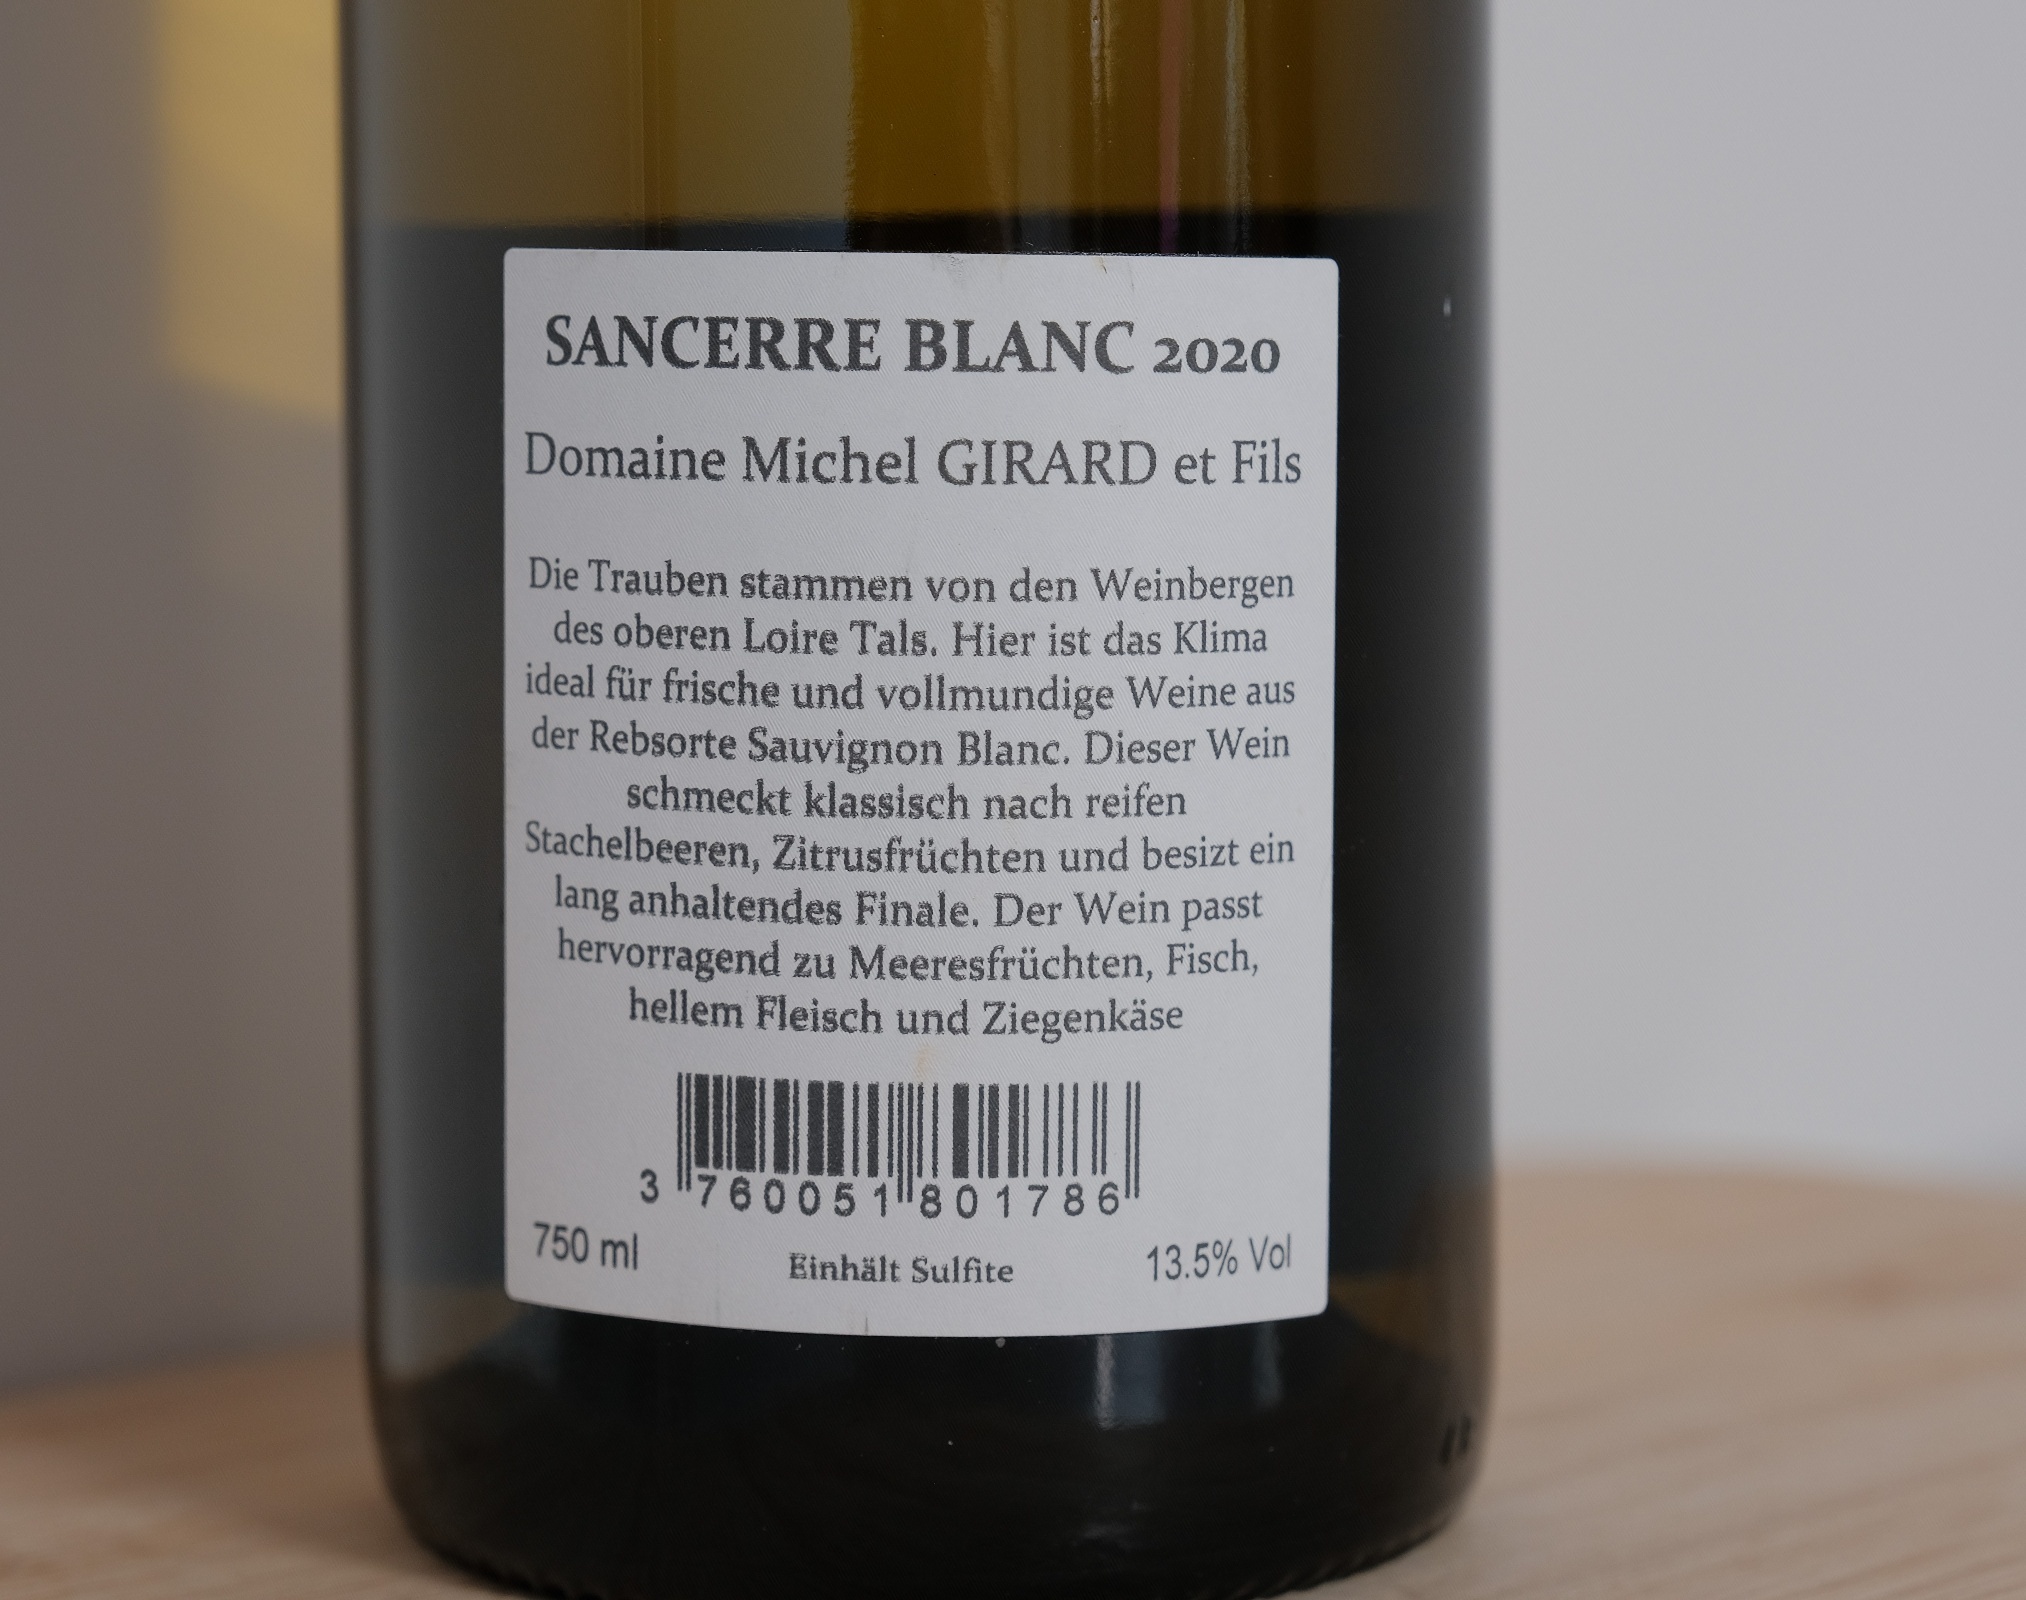 SANCERRE BLANC 2020
Domaine Michel GIRARD et Fils
Die Trauben stammen von den Weinbergen
des oberen Loire Tals. Hier ist das Klima
ideal für frische und vollmundige Weine aus
der Rebsorte Sauvignon Blanc. Dieser Wein
schmeckt klassisch nach reifen
Stachelbeeren, Zitrusfrüchten und besizt ein
lang anhaltendes Finale. Der Wein passt
hervorragend zu Meeresfrüchten, Fisch,
hellem Fleisch und Ziegenkäse
3 760051 801786
750 ml Einhält Sulfite 13.5% Vol